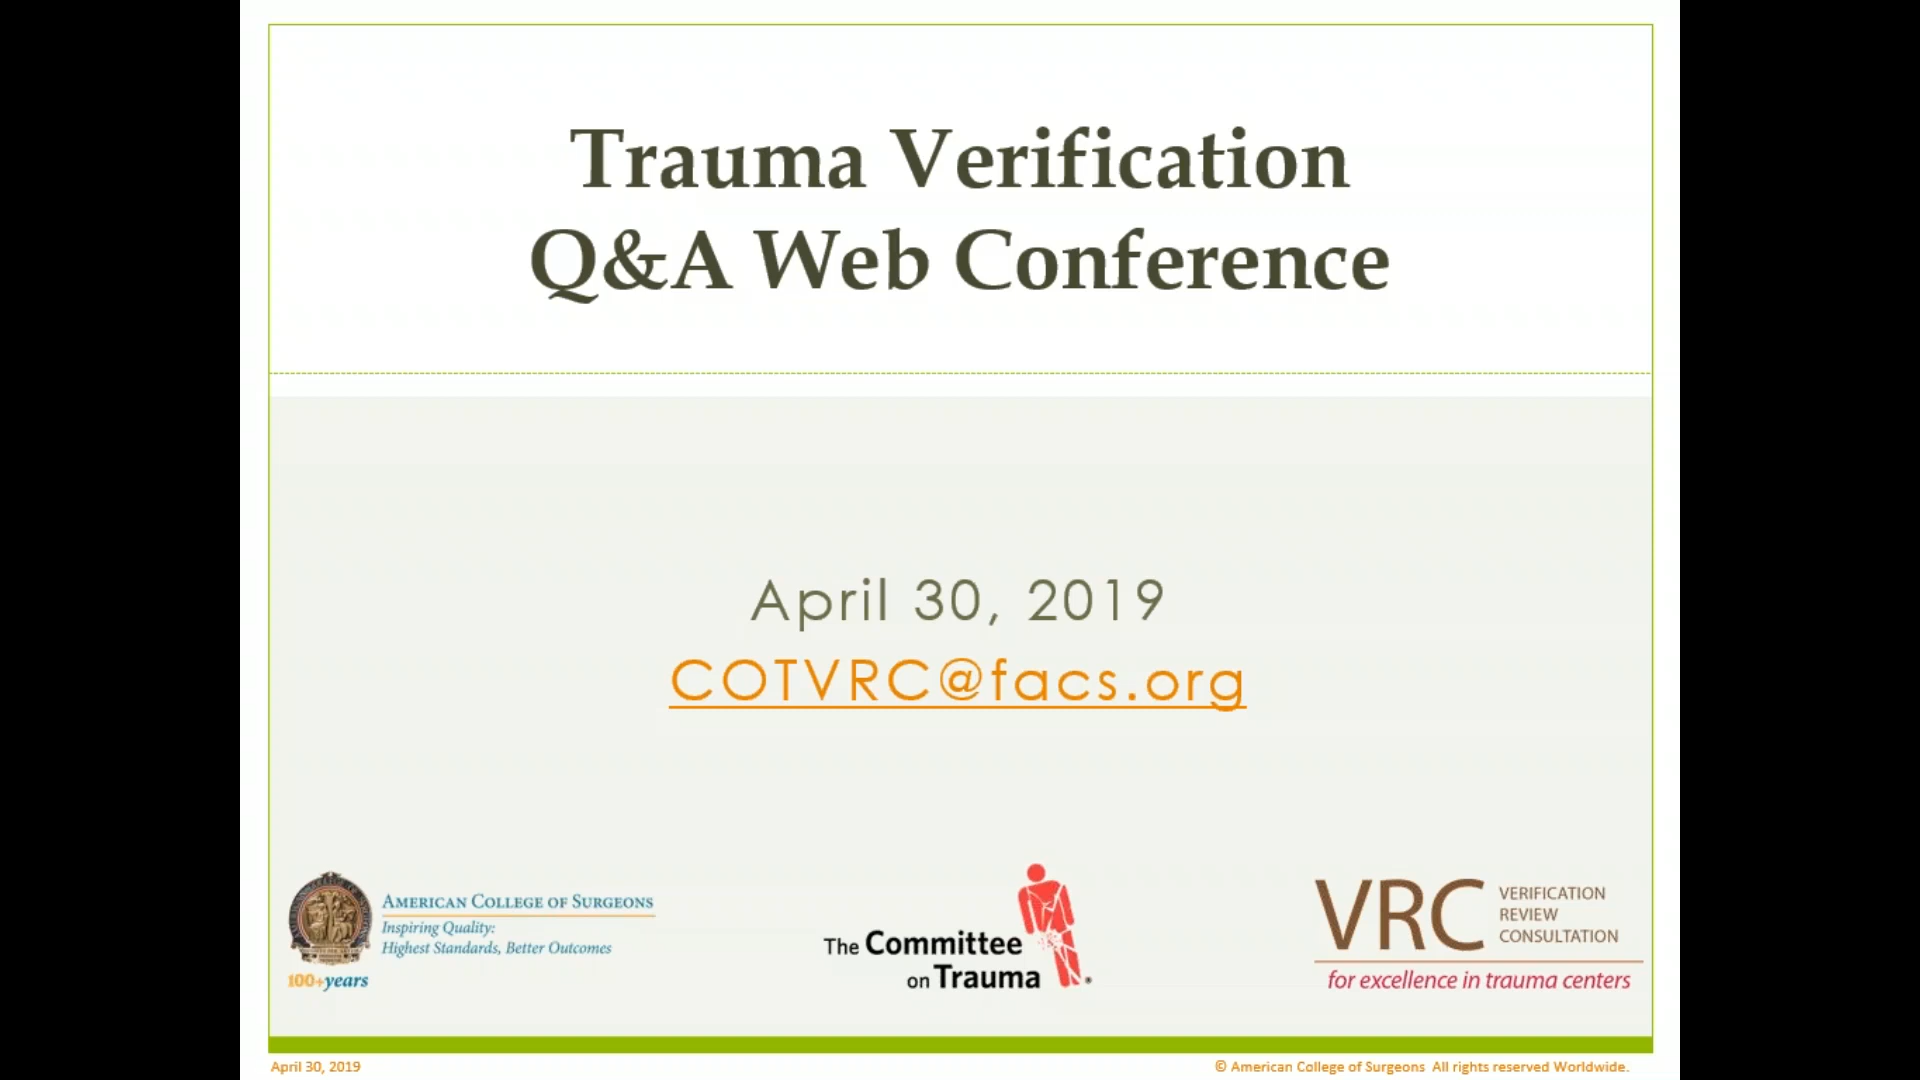 Trauma Verification
Q&A Web Conference
April 30, 2019
COTVRC@facs.org
AMERICAN COLLEGE OF SURGEONS
Inspiring Quality:
Highest Standards, Better Outcomes
100+years
The Committee
on Trauma
VRC
VERIFICATION
REVIEW
CONSULTATION
for excellence in trauma centers
April 30, 2019
© American College of Surgeons All rights reserved Worldwide.